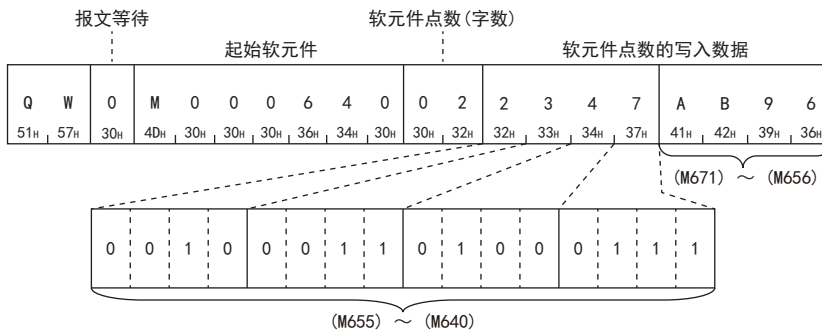 报文等待 软元件点数(字数)
起始软元件 软元件点数的写入数据
Q W 0 M 0 0 0 6 4 0 0 2 2 3 4 7 A B 9 6
51H 57H 30H 4DH 30H 30H 30H 36H 34H 30H 30H 32H 32H 33H 34H 37H 41H 42H 39H 36H
(M671) ～ (M656)
0 0 1 0 0 0 1 1 0 1 0 0 0 1 1 1
(M655) ～ (M640)